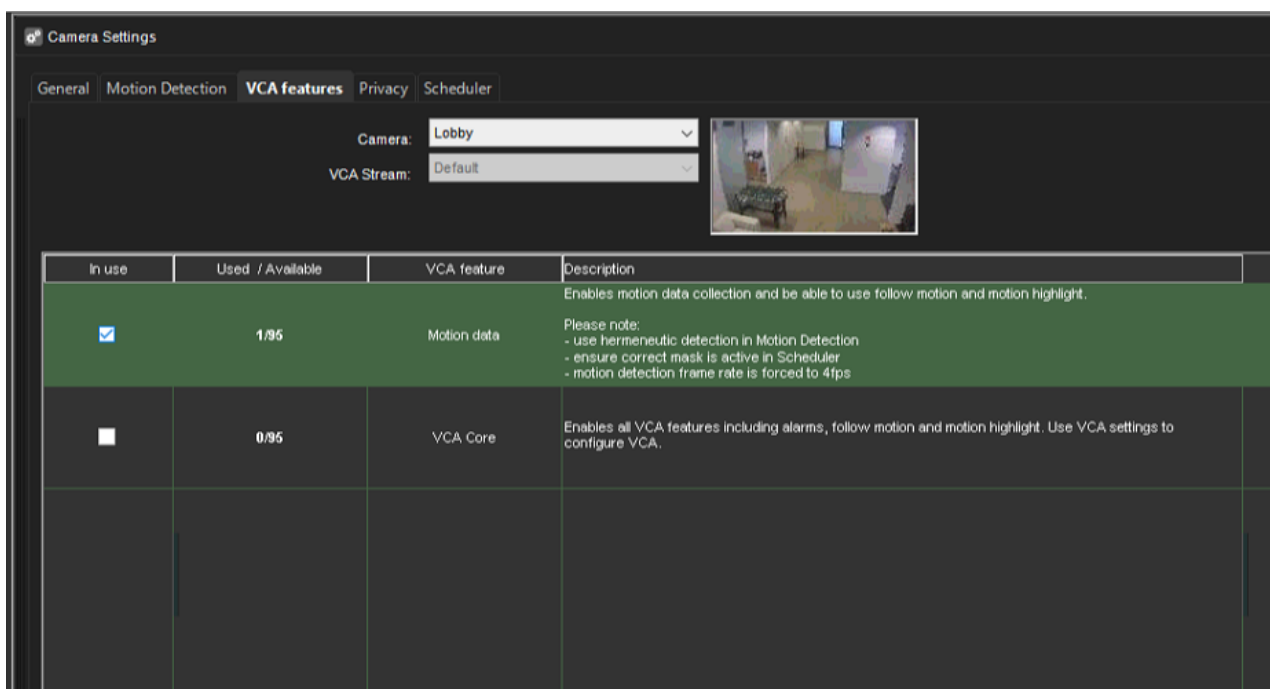 Camera Settings
General Motion Detection VCA features Privacy Scheduler
Camera: Lobby
VCA Stream: Default
In use Used / Available VCA feature Description
Enables motion data collection and be able to use follow motion and motion highlight.
Please note:
1/95 Motion data
- use hermeneutic detection in Motion Detection
- ensure correct mask is active in Scheduler
- motion detection frame rate is forced to 4fps
0/95 VCA Core
Enables all VCA features including alarms, follow motion and motion highlight. Use VCA settings to
configure VCA.